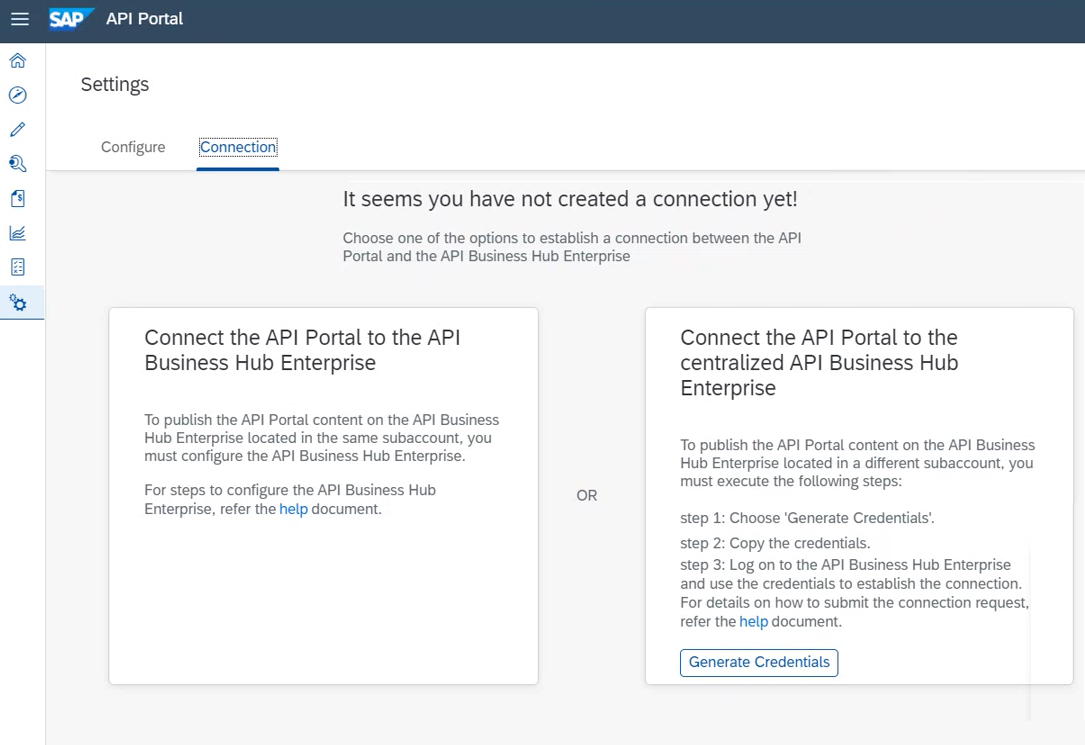 SAP API Portal
Settings
Configure Connection
It seems you have not created a connection yet!
Choose one of the options to establish a connection between the API
Portal and the API Business Hub Enterprise
Connect the API Portal to the API
Business Hub Enterprise
To publish the API Portal content on the API Business
Hub Enterprise located in the same subaccount, you
must configure the API Business Hub Enterprise.
For steps to configure the API Business Hub
Enterprise, refer the help document.
OR
Connect the API Portal to the
centralized API Business Hub
Enterprise
To publish the API Portal content on the API Business
Hub Enterprise located in a different subaccount, you
must execute the following steps:
step 1: Choose 'Generate Credentials'.
step 2: Copy the credentials.
step 3: Log on to the API Business Hub Enterprise
and use the credentials to establish the connection.
For details on how to submit the connection request,
refer the help document.
Generate Credentials